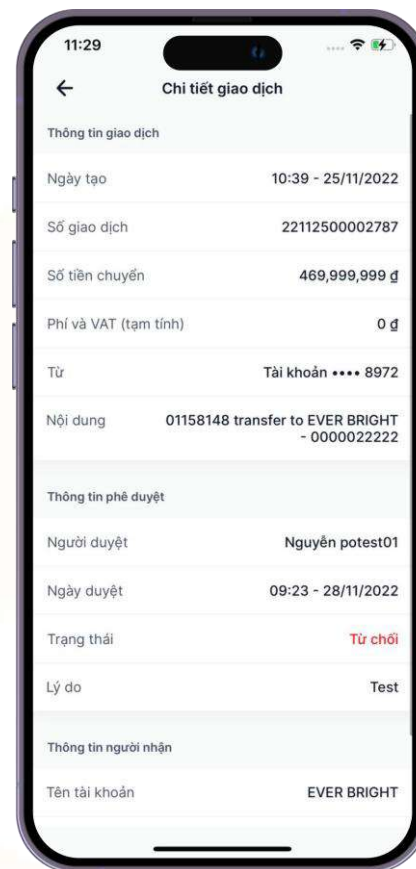 11:29
Chi tiết giao dịch
Thông tin giao dịch
Ngày tạo 10:39 - 25/11/2022
Số giao dịch 22112500002787
Số tiền chuyển 469,999,999 ₫
Phí và VAT (tạm tính) 0 ₫
Từ Tài khoản •••• 8972
Nội dung 01158148 transfer to EVER BRIGHT
- 0000022222
Thông tin phê duyệt
Người duyệt Nguyễn potest01
Ngày duyệt 09:23 - 28/11/2022
Trạng thái Từ chối
Lý do Test
Thông tin người nhận
Tên tài khoản EVER BRIGHT